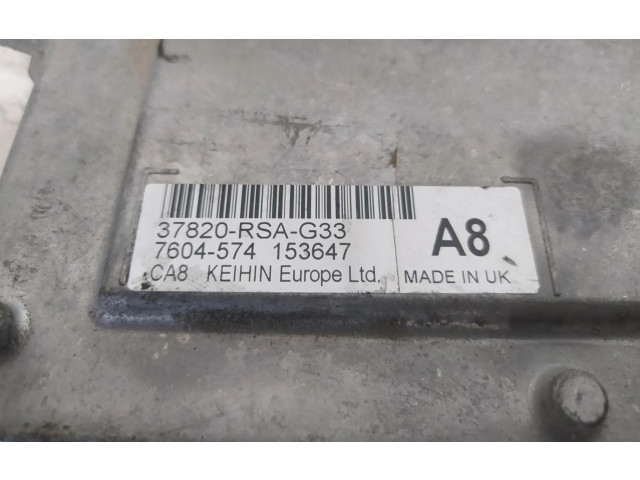 37820-RSA-G33
7604-574 153647
CA8 KEIHIN Europe Ltd.
A8
MADE IN UK